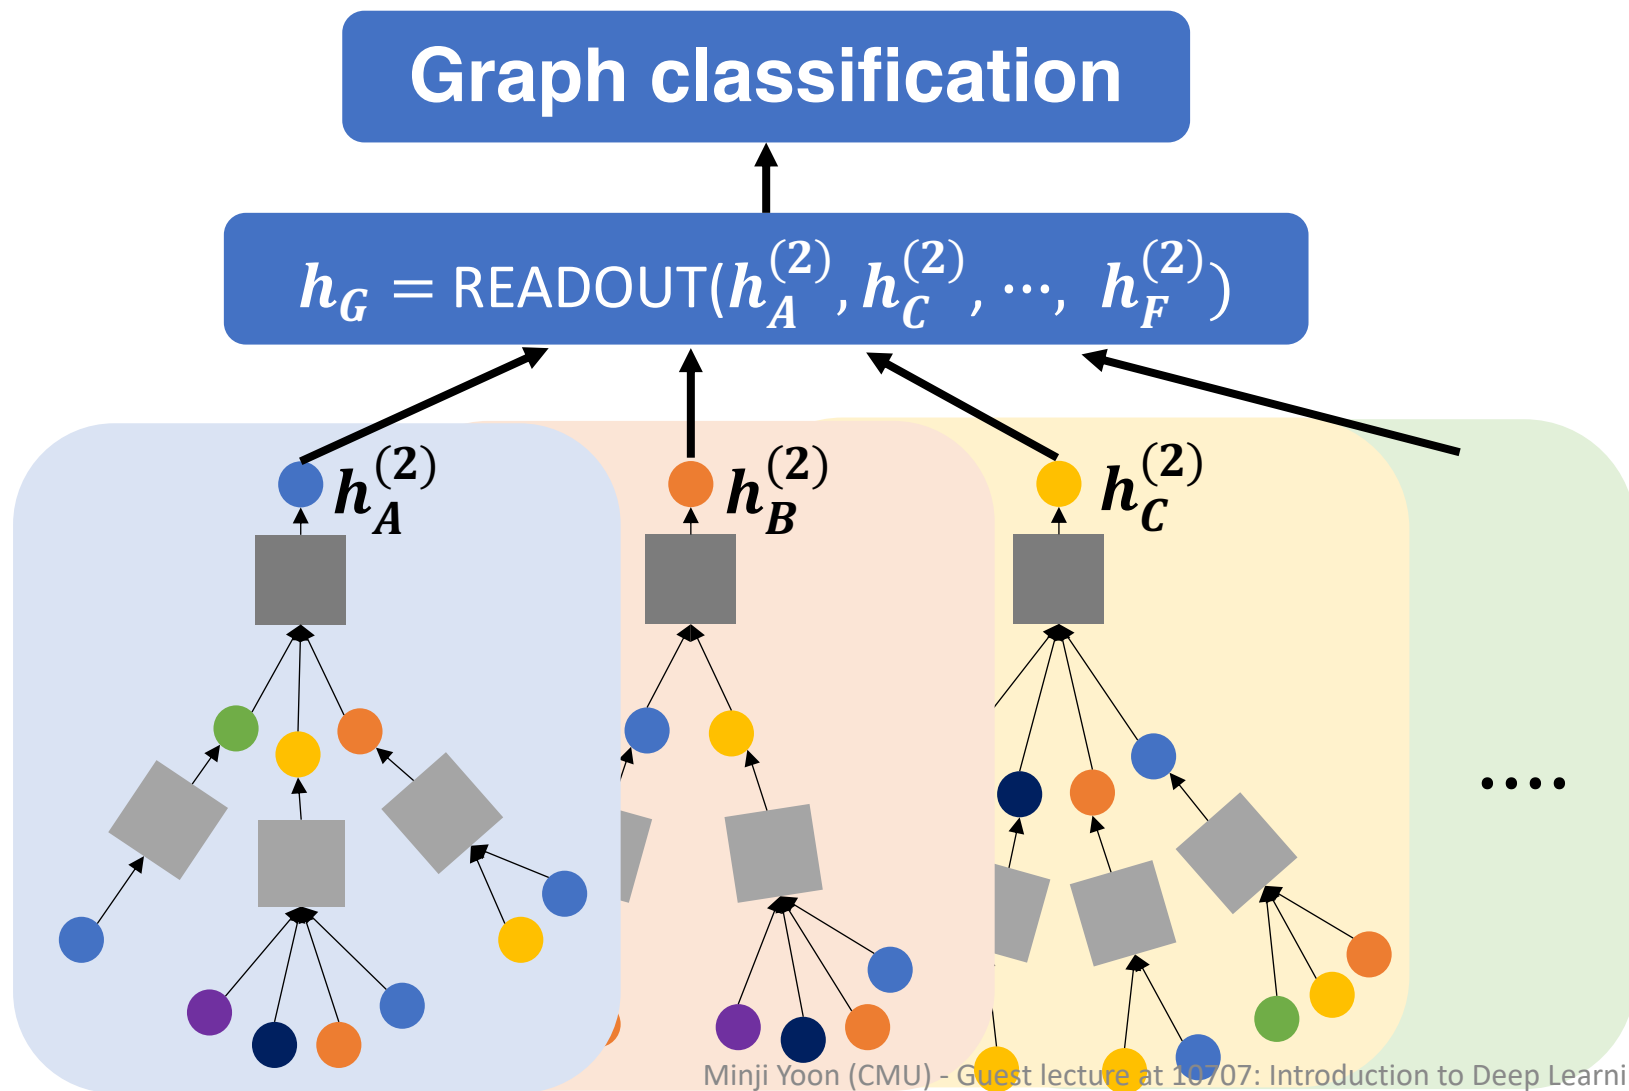 Graph classification
h_G = READOUT(h_A^(2), h_C^(2), ⋯, h_F^(2))
h_A^(2)
h_B^(2)
h_C^(2)
....
Minji Yoon (CMU) - Guest lecture at 10707: Introduction to Deep Learni